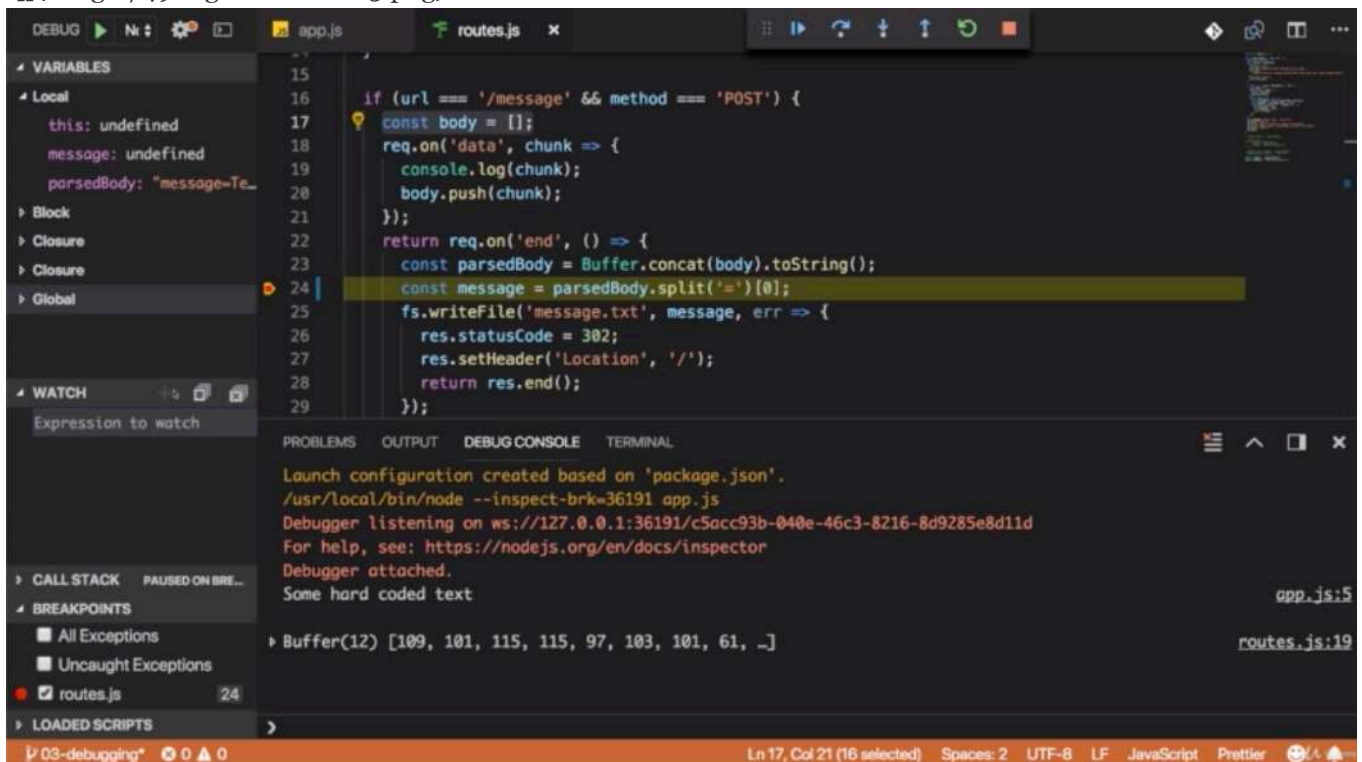 DEBUG
app.js
routes.js ×
VARIABLES
Local
this: undefined
message: undefined
parsedBody: "message=Te…
Block
Closure
Closure
Global
WATCH
Expression to watch
CALL STACK PAUSED ON BRE...
BREAKPOINTS
All Exceptions
Uncaught Exceptions
routes.js 24
LOADED SCRIPTS
15
16 if (url === '/message' && method === 'POST') {
17 const body = [];
18 req.on('data', chunk => {
19 console.log(chunk);
20 body.push(chunk);
21 });
22 return req.on('end', () => {
23 const parsedBody = Buffer.concat(body).toString();
24 const message = parsedBody.split('=')[0];
25 fs.writeFile('message.txt', message, err => {
26 res.statusCode = 302;
27 res.setHeader('Location', '/');
28 return res.end();
29 });
PROBLEMS OUTPUT DEBUG CONSOLE TERMINAL
Launch configuration created based on 'package.json'.
/usr/local/bin/node --inspect-brk=36191 app.js
Debugger listening on ws://127.0.0.1:36191/c5acc93b-040e-46c3-8216-8d9285e8d11d
For help, see: https://nodejs.org/en/docs/inspector
Debugger attached.
Some hard coded text app.js:5
Buffer(12) [109, 101, 115, 115, 97, 103, 101, 61, …] routes.js:19
03-debugging* 0 0 Ln 17, Col 21 (16 selected) Spaces: 2 UTF-8 LF JavaScript Prettier